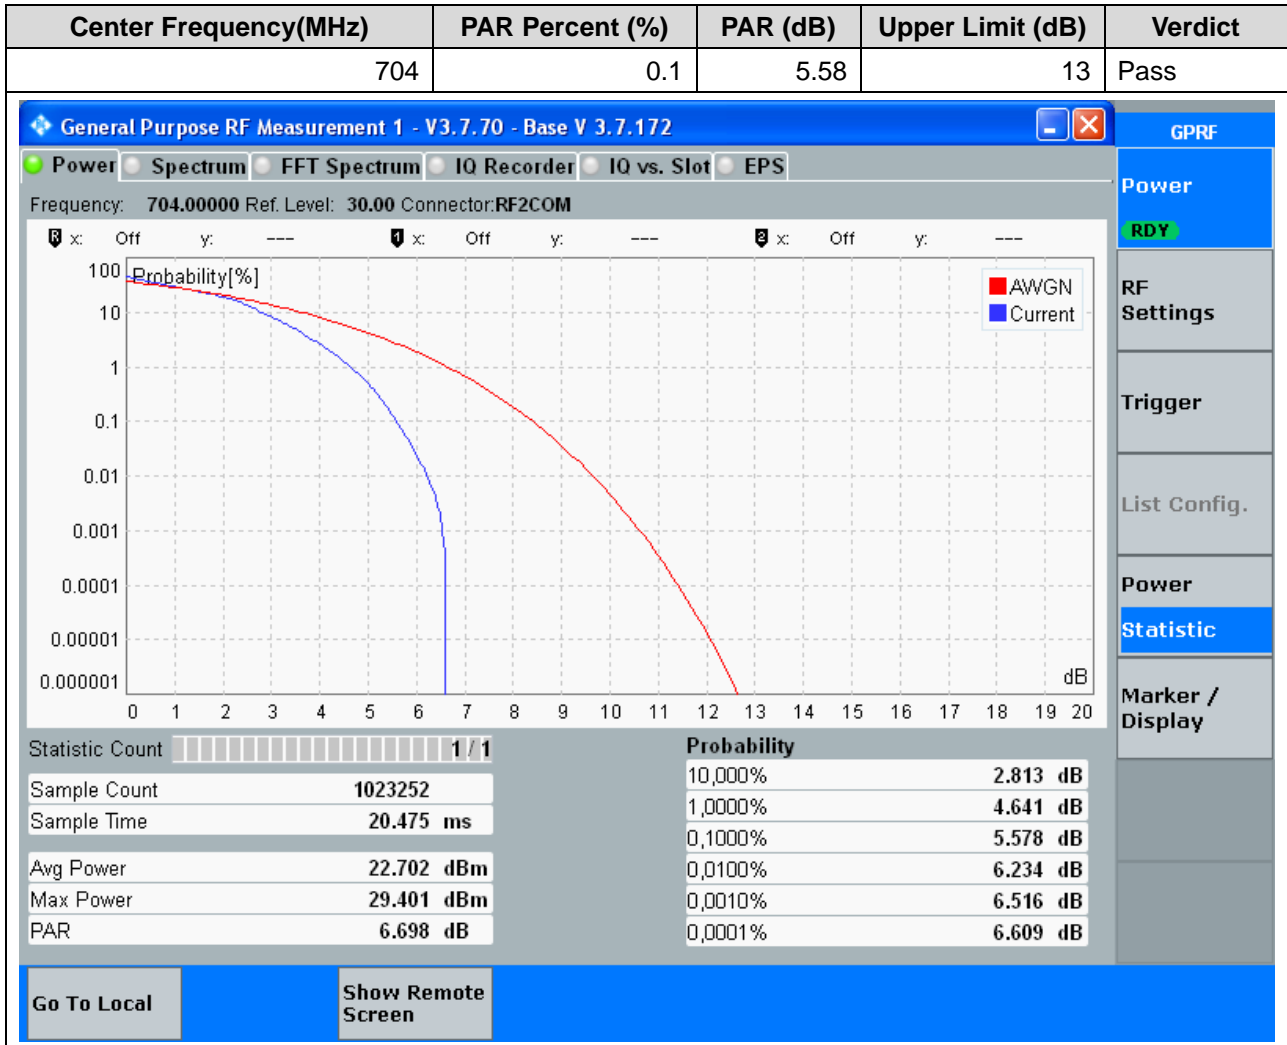 Center Frequency(MHz) PAR Percent (%) PAR (dB) Upper Limit (dB) Verdict
704 0.1 5.58 13 Pass
General Purpose RF Measurement 1 - V3.7.70 - Base V 3.7.172
GPRF
Power Spectrum FFT Spectrum IQ Recorder IQ vs. Slot EPS
Frequency: 704.00000 Ref. Level: 30.00 Connector:RF2COM
R x: Off y: --- 1 x: Off y: --- 2 x: Off y: ---
Probability[%]
AWGN
Current
100
10
1
0.1
0.01
0.001
0.0001
0.00001
0.000001
dB
0 1 2 3 4 5 6 7 8 9 10 11 12 13 14 15 16 17 18 19 20
Statistic Count 1 / 1
Sample Count 1023252
Sample Time 20.475 ms
Avg Power 22.702 dBm
Max Power 29.401 dBm
PAR 6.698 dB
Probability
10,000% 2.813 dB
1,0000% 4.641 dB
0,1000% 5.578 dB
0,0100% 6.234 dB
0,0010% 6.516 dB
0,0001% 6.609 dB
Power
RDY
RF
Settings
Trigger
List Config.
Power
Statistic
Marker /
Display
Go To Local
Show Remote
Screen